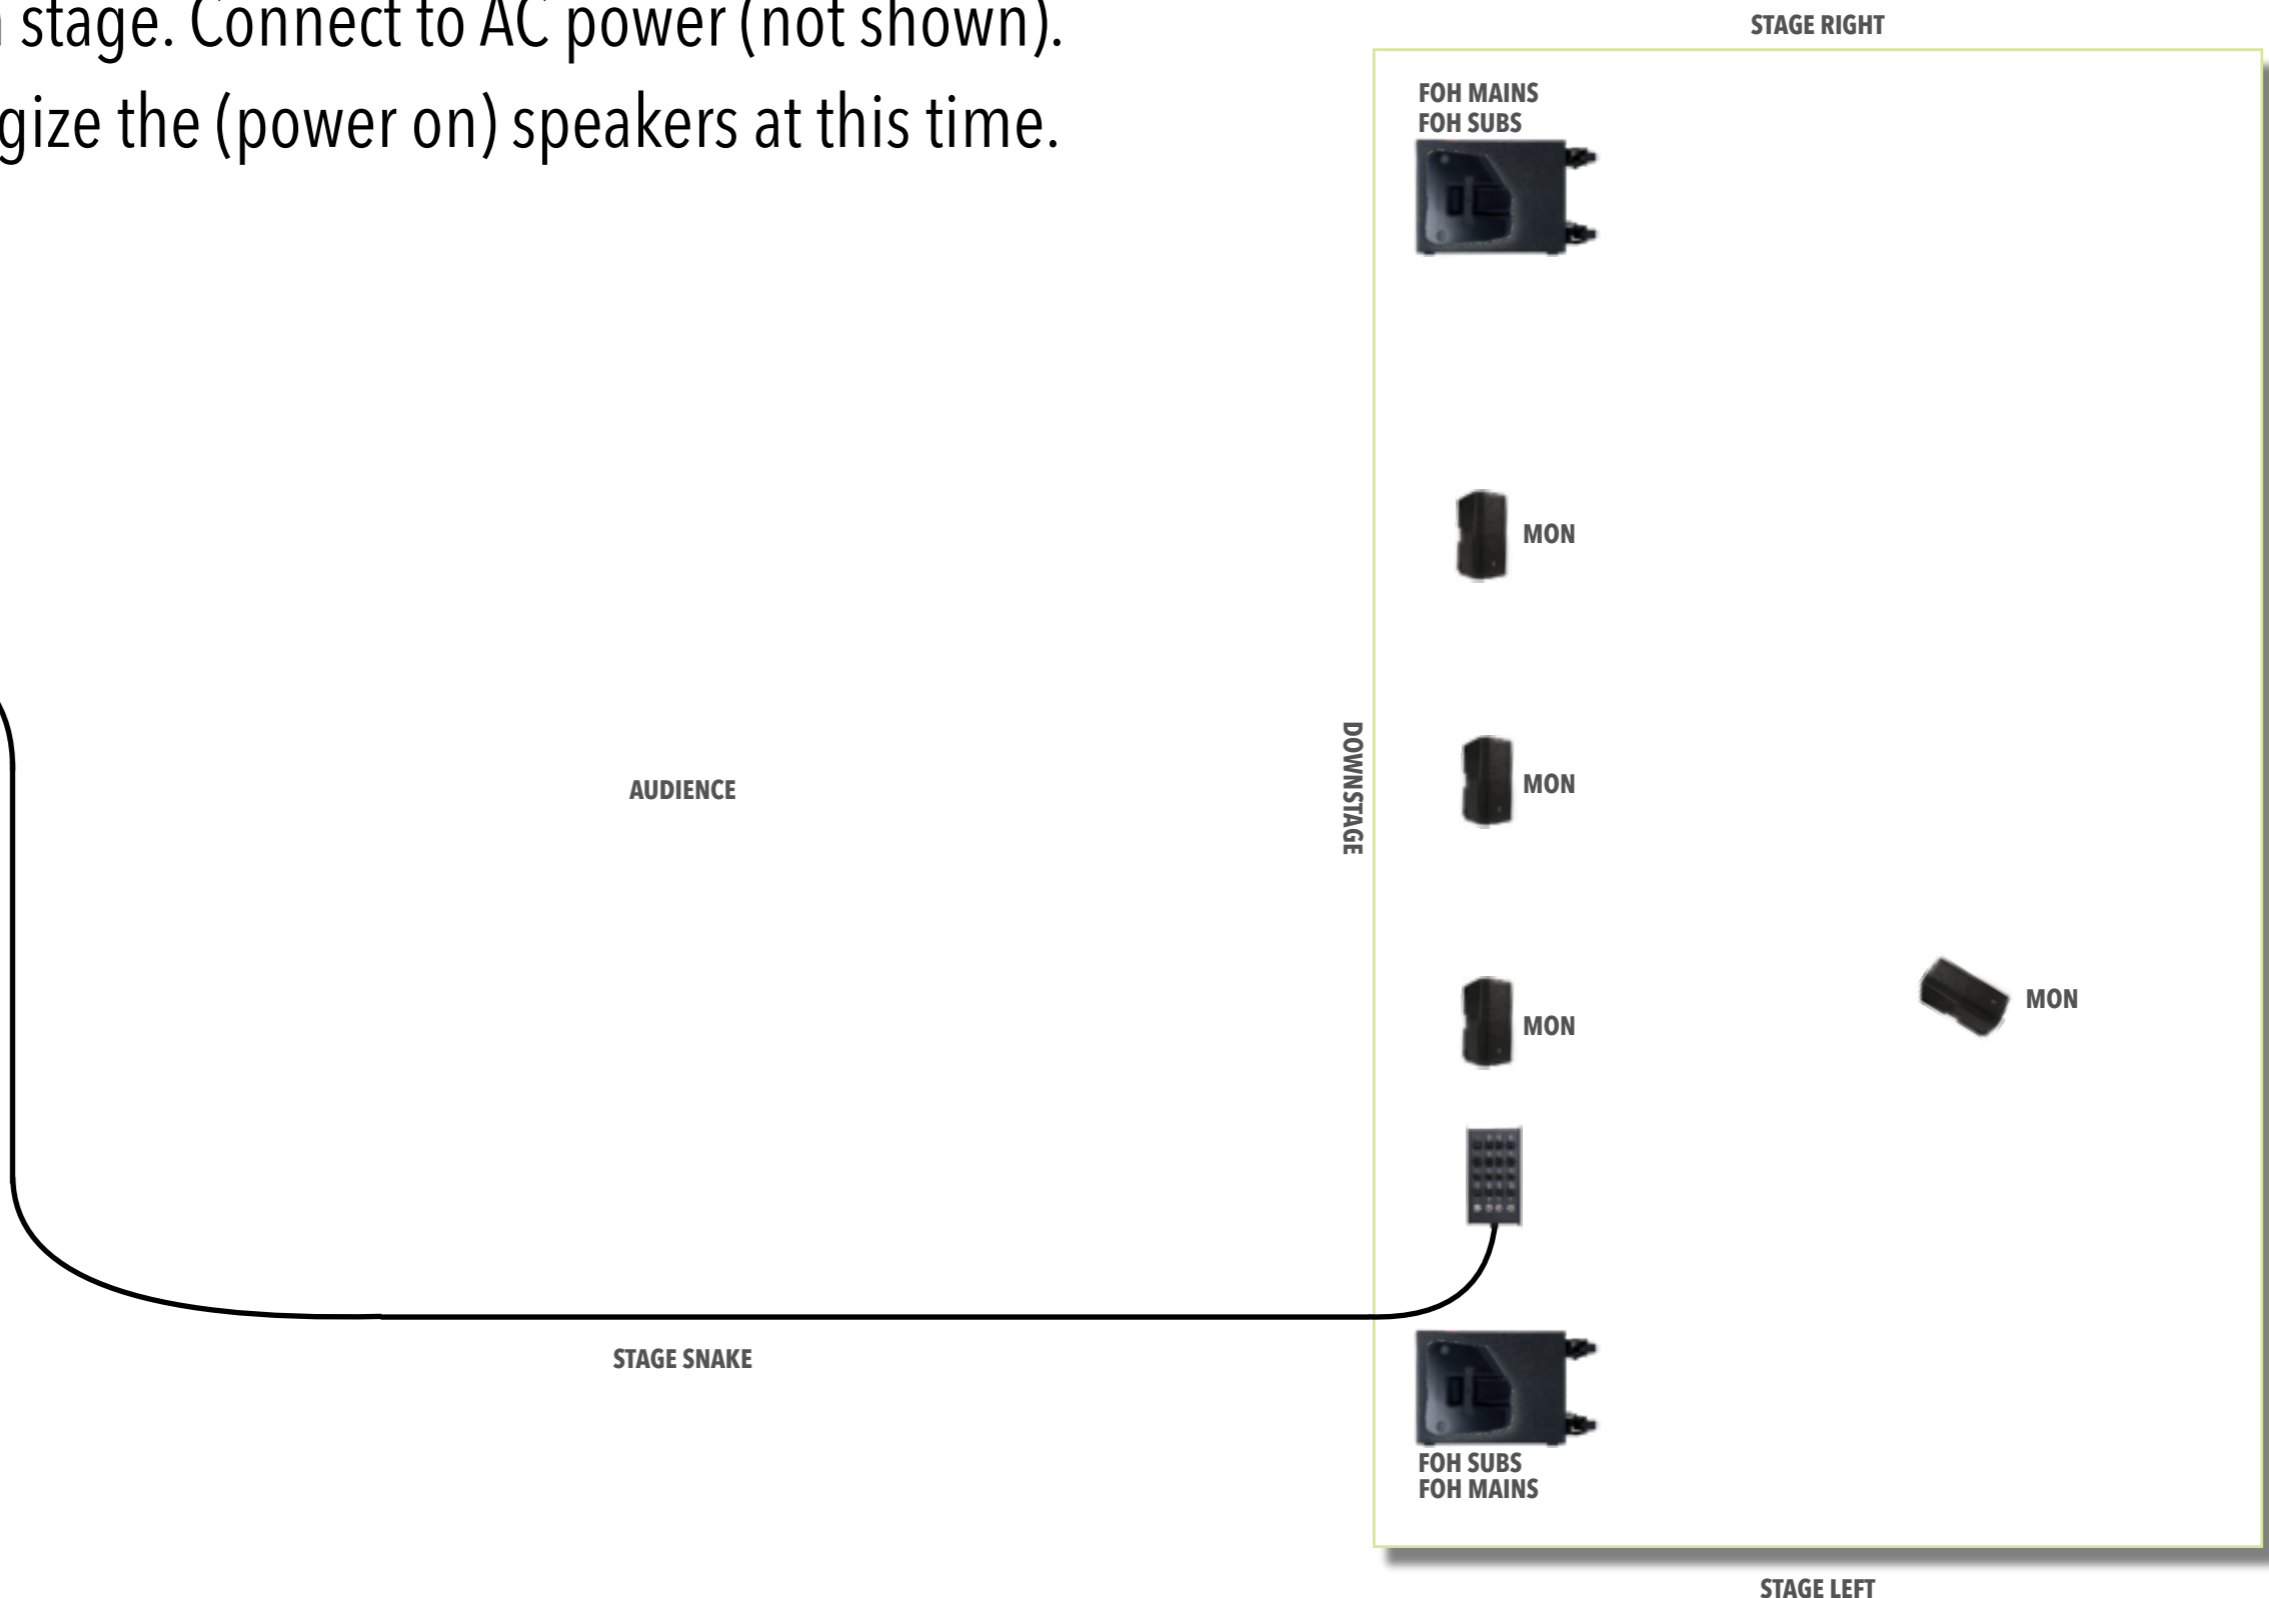 stage. Connect to AC power (not shown).
gize the (power on) speakers at this time.
STAGE RIGHT
FOH MAINS
FOH SUBS
MON
DOWNSTAGE
MON
AUDIENCE
MON
MON
STAGE SNAKE
FOH SUBS
FOH MAINS
STAGE LEFT